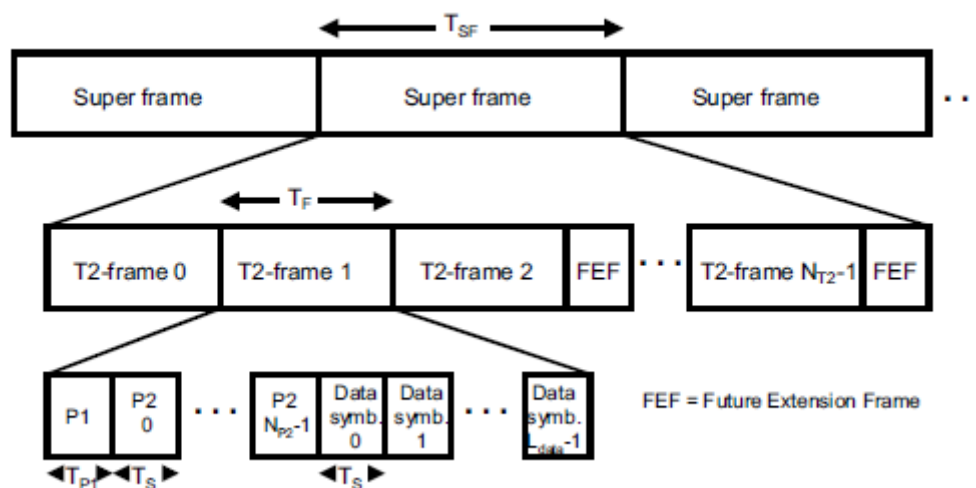 T_SF
Super frame Super frame Super frame . .
T_F
T2-frame 0 T2-frame 1 T2-frame 2 FEF . . . T2-frame N_T2-1 FEF
P1
P2
0
. . .
P2
N_P2-1
Data
symb.
0
Data
symb.
1
. . .
Data
symb.
L_data-1
FEF = Future Extension Frame
T_P1 T_S T_S